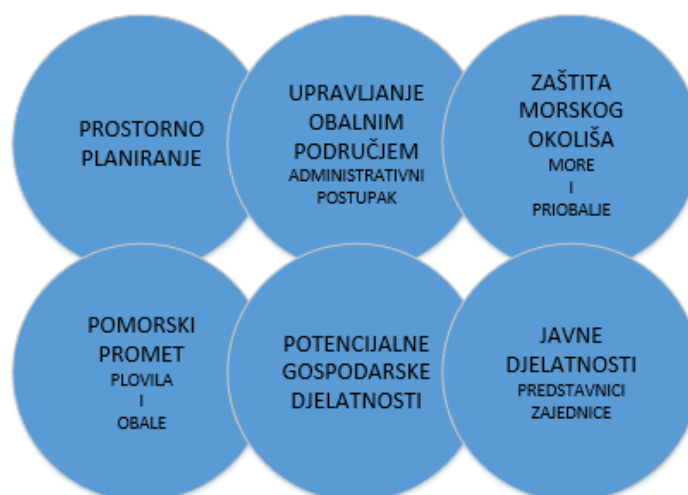 PROSTORNO
PLANIRANJE
UPRAVLJANJE
OBALNIM
PODRUČJEM
ADMINISTRATIVNI
POSTUPAK
ZAŠTITA
MORSKOG
OKOLIŠA
MORE
I
PRIOBALJE
POMORSKI
PROMET
PLOVILA
I
OBALE
POTENCIJALNE
GOSPODARSKE
DJELATNOSTI
JAVNE
DJELATNOSTI
PREDSTAVNICI
ZAJEDNICE